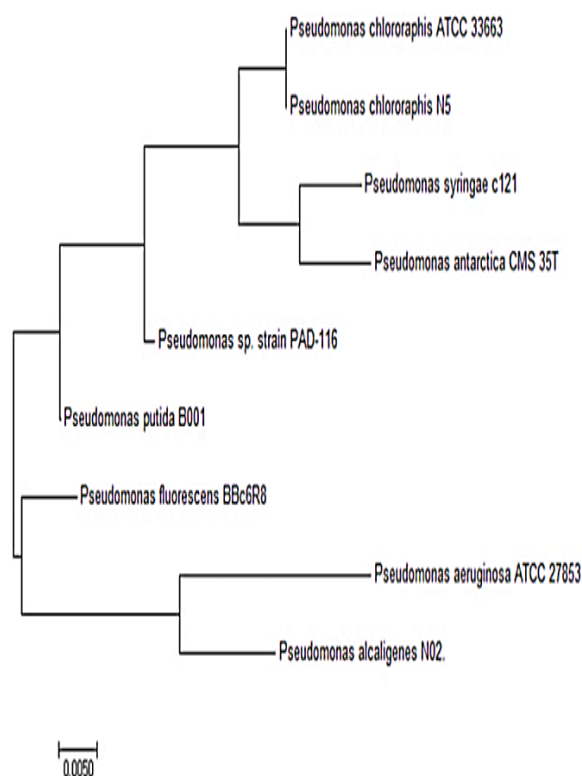 Pseudomonas chlororaphis ATCC 33663
Pseudomonas chlororaphis N5
Pseudomonas syringae c121
Pseudomonas antarctica CMS 35T
Pseudomonas sp. strain PAD-116
Pseudomonas putida B001
Pseudomonas fluorescens BBc6R8
Pseudomonas aeruginosa ATCC 27853
Pseudomonas alcaligenes N02.
0.0050